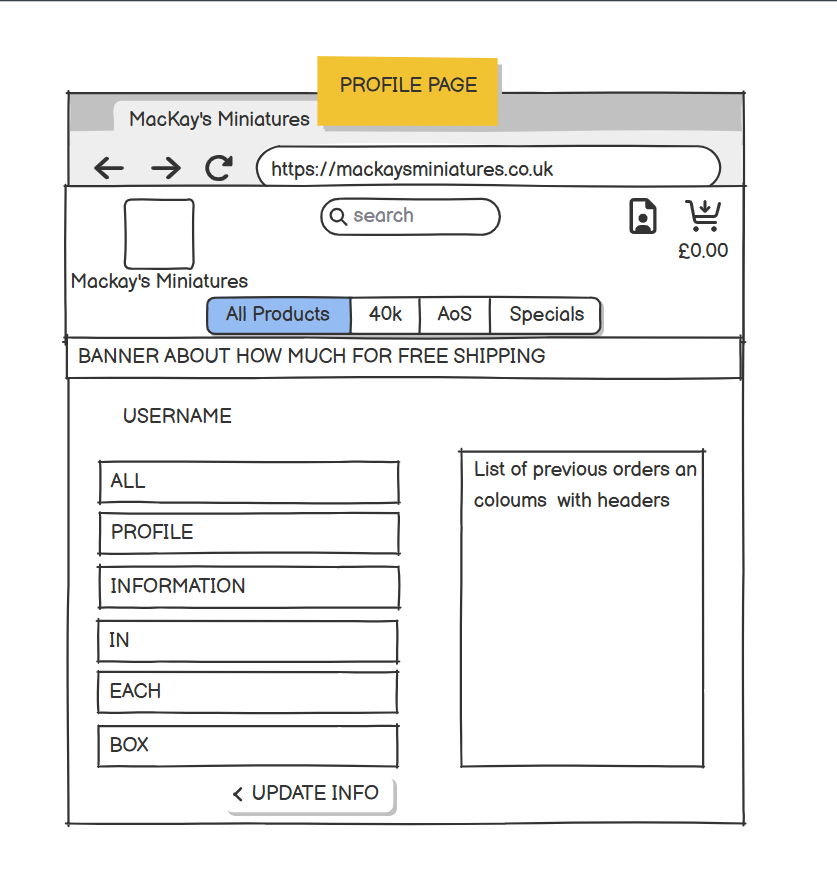 PROFILE PAGE
MacKay's Miniatures
https://mackaysminiatures.co.uk
search
£0.00
Mackay's Miniatures
All Products 40k AoS Specials
BANNER ABOUT HOW MUCH FOR FREE SHIPPING
USERNAME
ALL
PROFILE
INFORMATION
IN
EACH
BOX
UPDATE INFO
List of previous orders an
coloums with headers